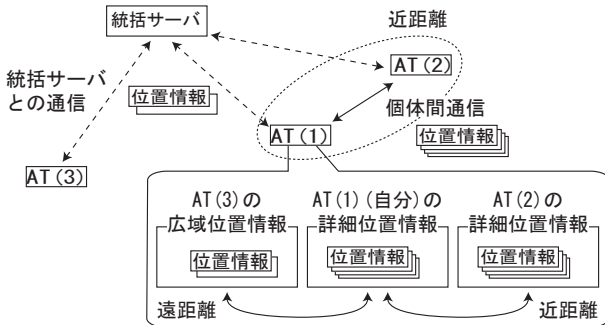 統括サーバ
近距離
AT(2)
統括サーバ
との通信
位置情報
個体間通信
位置情報
AT(1)
AT(3)
AT(3)の
広域位置情報
位置情報
AT(1)(自分)の
詳細位置情報
位置情報
AT(2)の
詳細位置情報
位置情報
遠距離
近距離